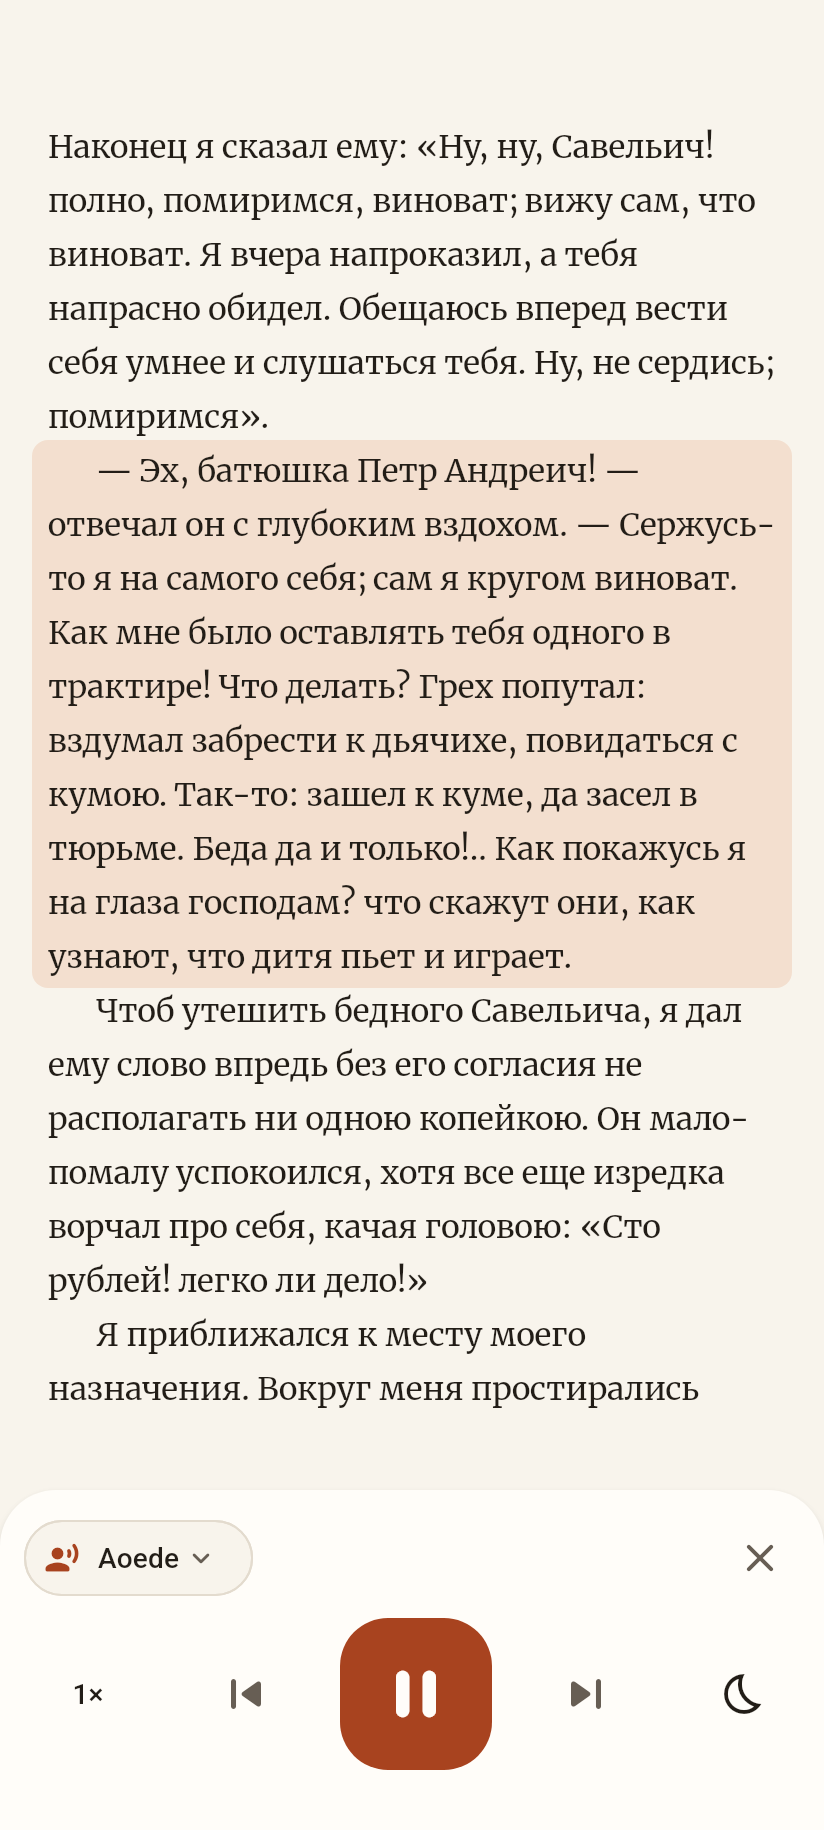 Наконец я сказал ему: «Ну, ну, Савельич!
полно, помиримся, виноват; вижу сам, что
виноват. Я вчера напроказил, а тебя
напрасно обидел. Обещаюсь вперед вести
себя умнее и слушаться тебя. Ну, не сердись;
помиримся».
— Эх, батюшка Петр Андреич! —
отвечал он с глубоким вздохом. — Сержусь-
то я на самого себя; сам я кругом виноват.
Как мне было оставлять тебя одного в
трактире! Что делать? Грех попутал:
вздумал забрести к дьячихе, повидаться с
кумою. Так-то: зашел к куме, да засел в
тюрьме. Беда да и только!.. Как покажусь я
на глаза господам? что скажут они, как
узнают, что дитя пьет и играет.
Чтоб утешить бедного Савельича, я дал
ему слово впредь без его согласия не
располагать ни одною копейкою. Он мало-
помалу успокоился, хотя все еще изредка
ворчал про себя, качая головою: «Сто
рублей! легко ли дело!»
Я приближался к месту моего
назначения. Вокруг меня простирались
Aoede
1×